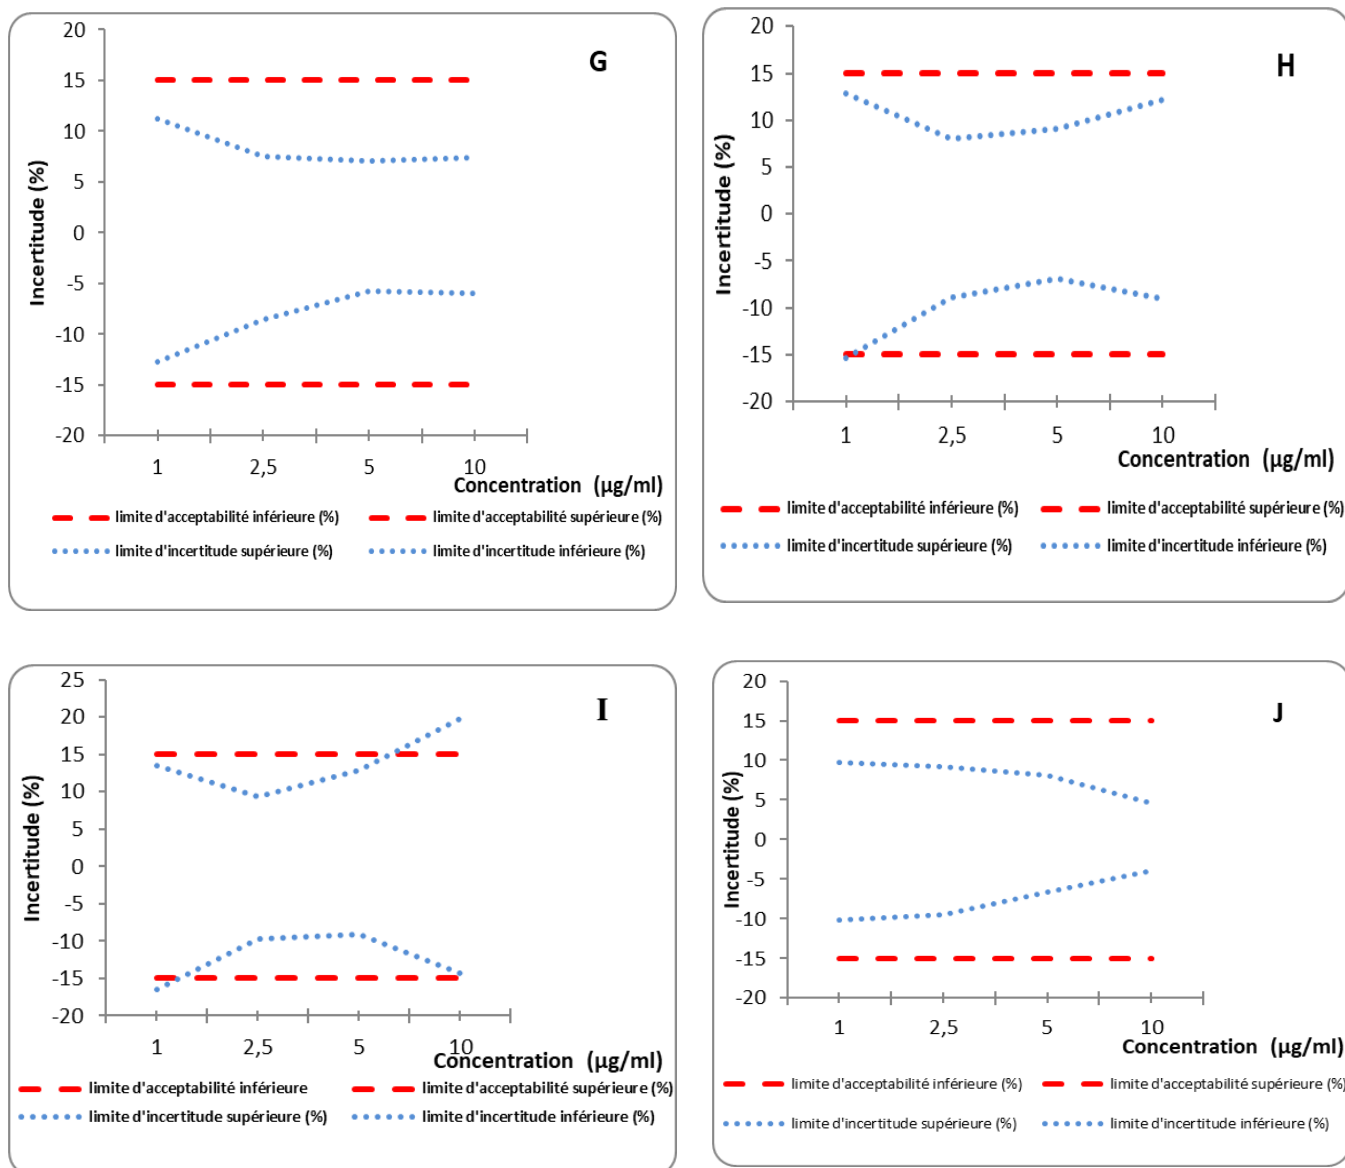 G
20
15
10
5
0
-5
-10
-15
-20
Incertitude (%)
1 2,5 5 10
Concentration (µg/ml)
limite d'acceptabilité inférieure (%) limite d'acceptabilité supérieure (%)
limite d'incertitude supérieure (%) limite d'incertitude inférieure (%)
H
20
15
10
5
0
-5
-10
-15
-20
Incertitude (%)
1 2,5 5 10
Concentration (µg/ml)
limite d'acceptabilité inférieure (%) limite d'acceptabilité supérieure (%)
limite d'incertitude supérieure (%) limite d'incertitude inférieure (%)
I
25
20
15
10
5
0
-5
-10
-15
-20
Incertitude (%)
1 2,5 5 10
Concentration (µg/ml)
limite d'acceptabilité inférieure limite d'acceptabilité supérieure (%)
limite d'incertitude supérieure (%) limite d'incertitude inférieure (%)
J
20
15
10
5
0
-5
-10
-15
-20
Incertitude (%)
1 2,5 5 10
Concentration (µg/ml)
limite d'acceptabilité inférieure (%) limite d'acceptabilité supérieure (%)
limite d'incertitude supérieure (%) limite d'incertitude inférieure (%)